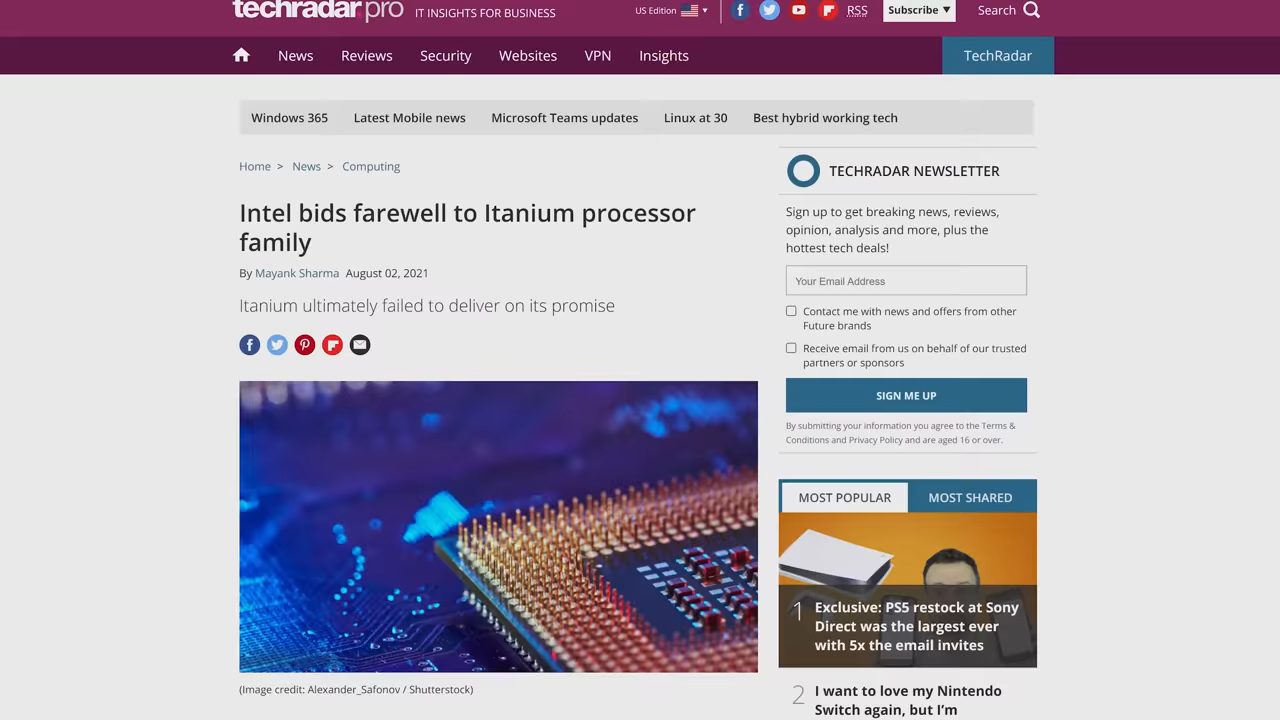 techradar.pro IT INSIGHTS FOR BUSINESS
US Edition
RSS
Subscribe
Search
News
Reviews
Security
Websites
VPN
Insights
TechRadar
Windows 365
Latest Mobile news
Microsoft Teams updates
Linux at 30
Best hybrid working tech
Home > News > Computing
Intel bids farewell to Itanium processor
family
By Mayank Sharma August 02, 2021
Itanium ultimately failed to deliver on its promise
(Image credit: Alexander_Safonov / Shutterstock)
TECHRADAR NEWSLETTER
Sign up to get breaking news, reviews,
opinion, analysis and more, plus the
hottest tech deals!
Your Email Address
Contact me with news and offers from other
Future brands
Receive email from us on behalf of our trusted
partners or sponsors
SIGN ME UP
By submitting your information you agree to the Terms &
Conditions and Privacy Policy and are aged 16 or over.
MOST POPULAR
MOST SHARED
1 Exclusive: PS5 restock at Sony
Direct was the largest ever
with 5x the email invites
2 I want to love my Nintendo
Switch again, but I'm